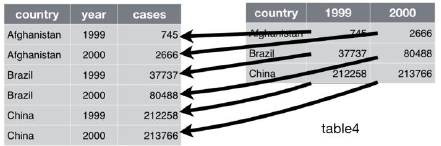 country year cases
Afghanistan 1999 745
Afghanistan 2000 2666
Brazil 1999 37737
Brazil 2000 80488
China 1999 212258
China 2000 213766
country 1999 2000
Afghanistan 745 2666
Brazil 37737 80488
China 212258 213766
table4